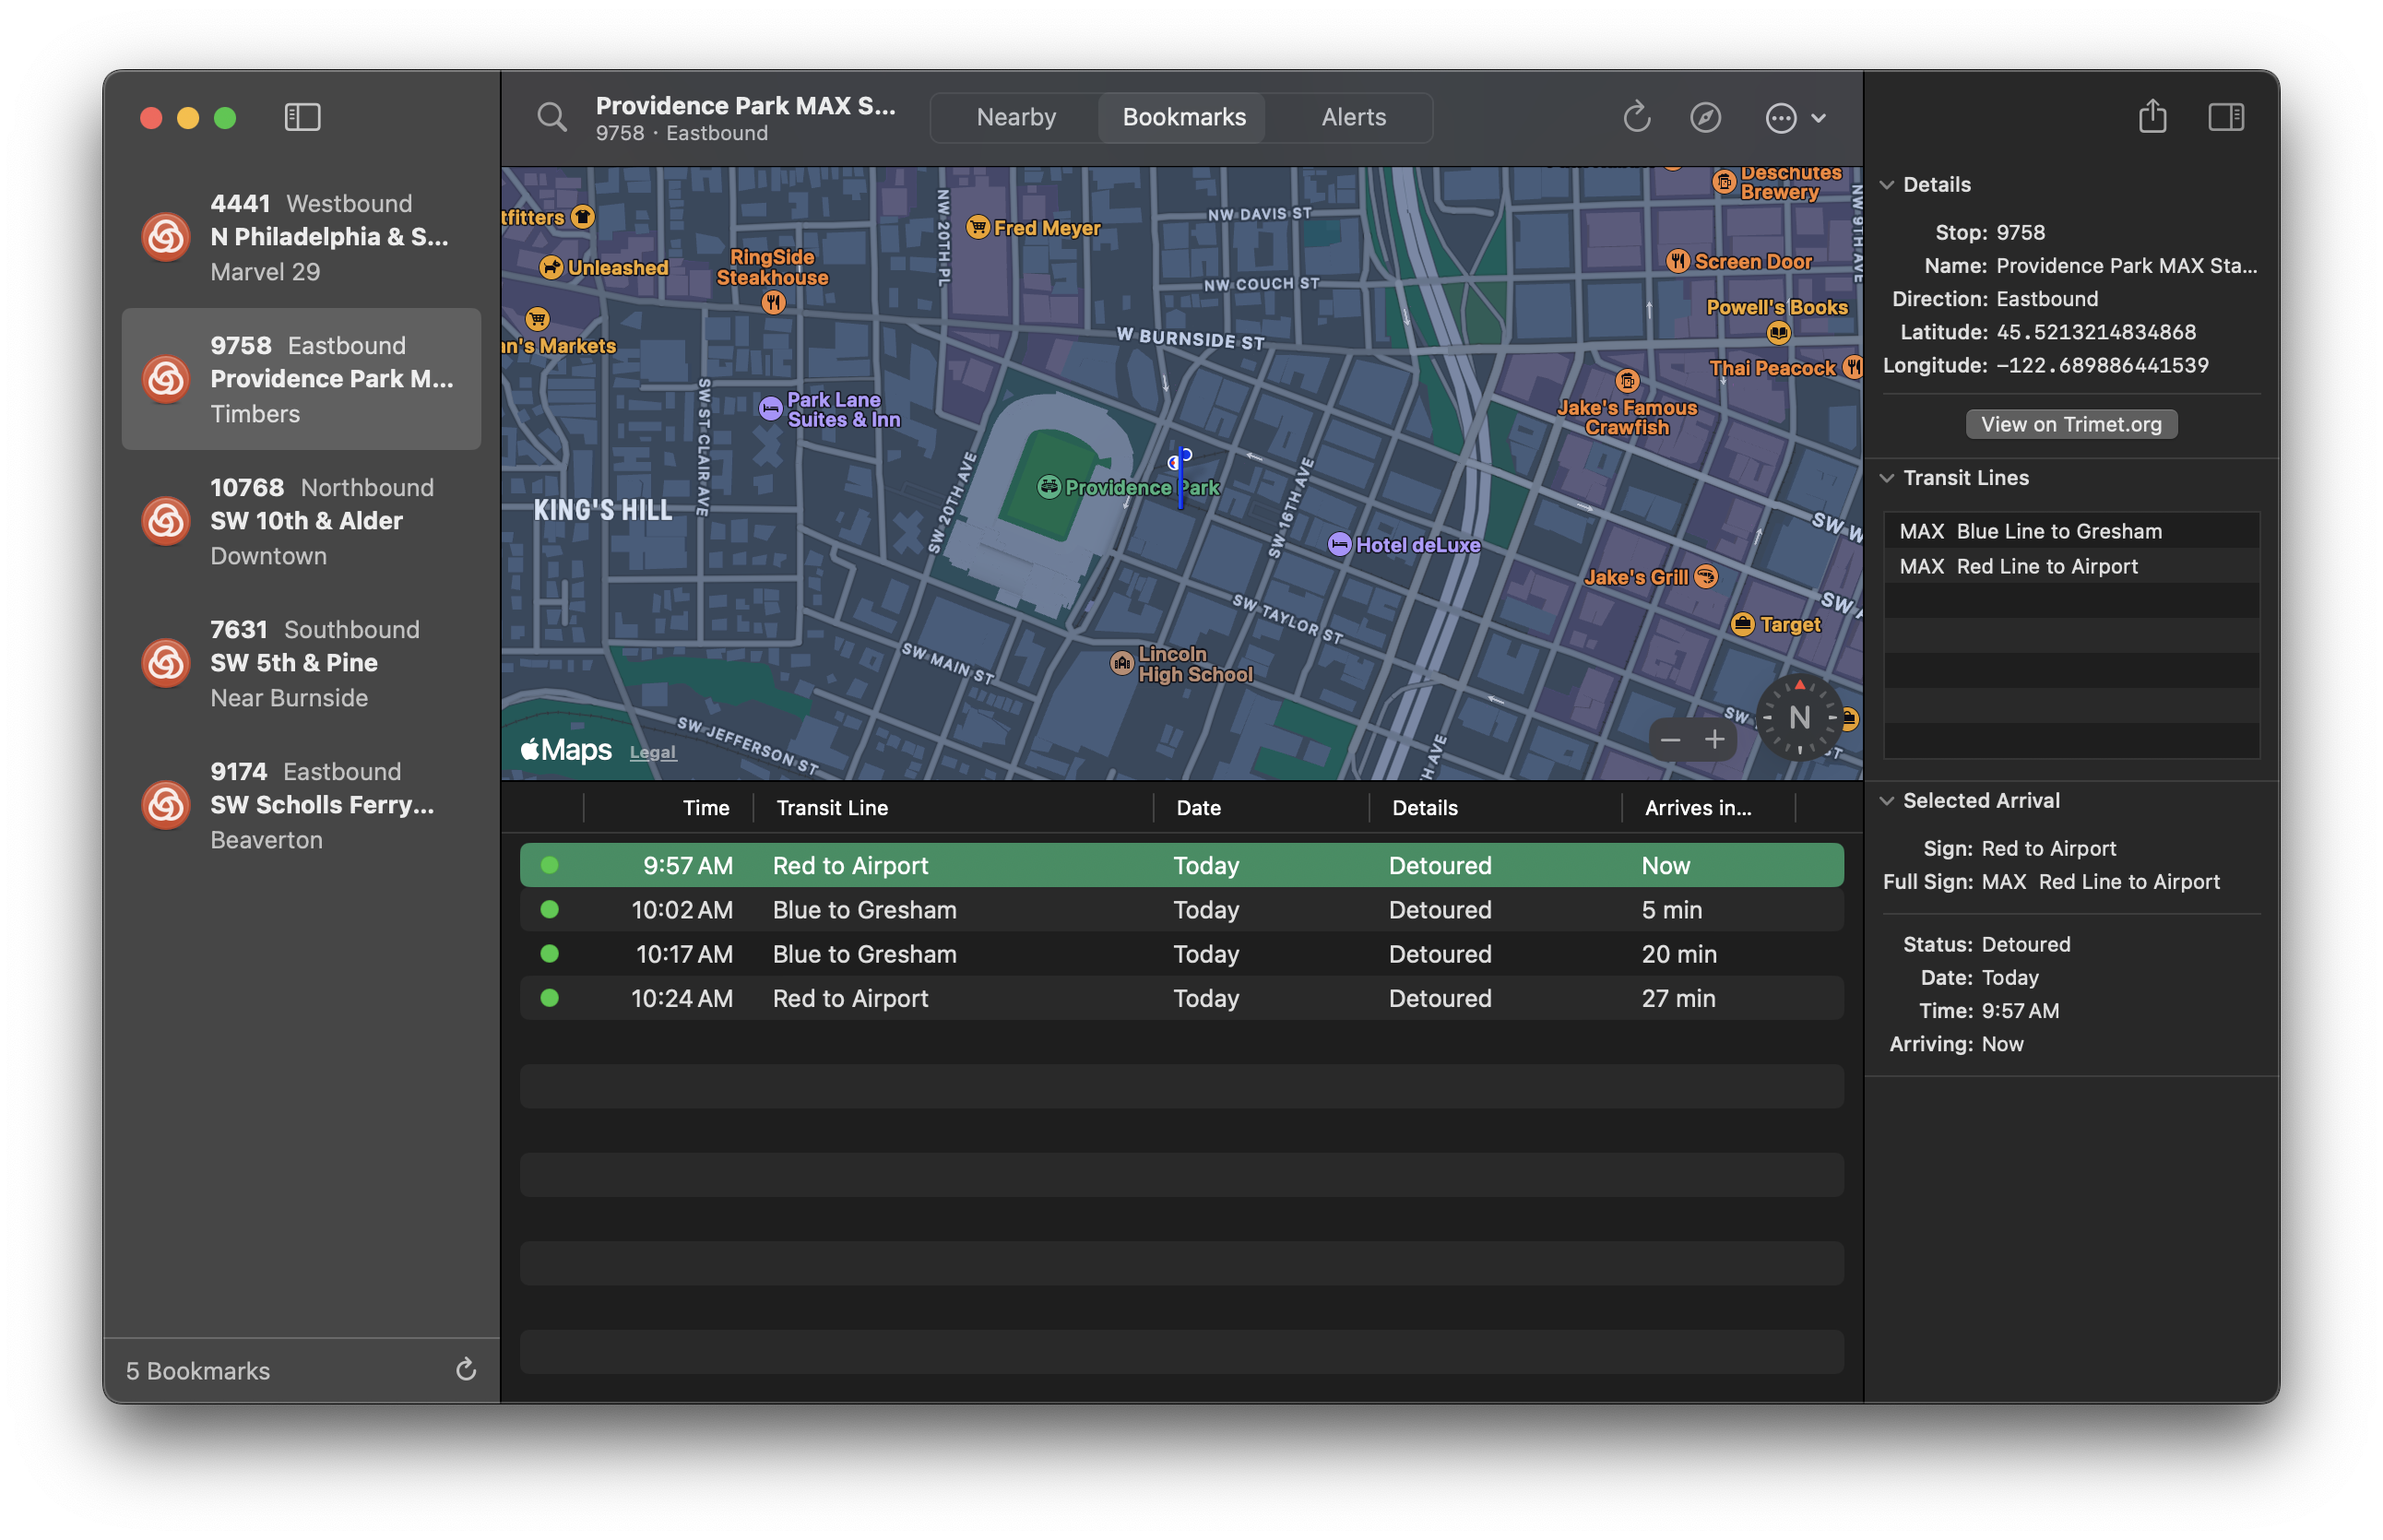 4441 Westbound
N Philadelphia & S...
Marvel 29
9758 Eastbound
Providence Park M...
Timbers
10768 Northbound
SW 10th & Alder
Downtown
7631 Southbound
SW 5th & Pine
Near Burnside
9174 Eastbound
SW Scholls Ferry...
Beaverton
5 Bookmarks
Providence Park MAX S...
9758 · Eastbound
Nearby
Bookmarks
Alerts
Deschutes
Brewery
NW 9TH AVE
NW 20TH PL
tfitters
Fred Meyer
NW DAVIS ST
Unleashed
RingSide
Steakhouse
Screen Door
NW COUCH ST
Powell's Books
an's Markets
W BURNSIDE ST
Thai Peacock
Park Lane
Suites & Inn
Jake's Famous
Crawfish
SW ST CLAIR AVE
SW 20TH AVE
Providence Park
SW 16TH AVE
KING'S HILL
Hotel deLuxe
SW W
Jake's Grill
SW A
SW TAYLOR ST
Target
SW MAIN ST
Lincoln
High School
SW JEFFERSON ST
H AVE
SW
ST
N
Maps
Legal
Time
Transit Line
Date
Details
Arrives in...
9:57 AM Red to Airport Today Detoured Now
10:02 AM Blue to Gresham Today Detoured 5 min
10:17 AM Blue to Gresham Today Detoured 20 min
10:24 AM Red to Airport Today Detoured 27 min
Details
Stop: 9758
Name: Providence Park MAX Sta...
Direction: Eastbound
Latitude: 45.5213214834868
Longitude: -122.689886441539
View on Trimet.org
Transit Lines
MAX Blue Line to Gresham
MAX Red Line to Airport
Selected Arrival
Sign: Red to Airport
Full Sign: MAX Red Line to Airport
Status: Detoured
Date: Today
Time: 9:57 AM
Arriving: Now